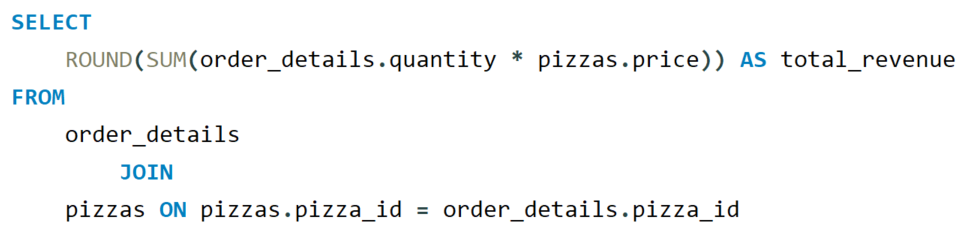 SELECT
ROUND(SUM(order_details.quantity * pizzas.price)) AS total_revenue
FROM
order_details
JOIN
pizzas ON pizzas.pizza_id = order_details.pizza_id